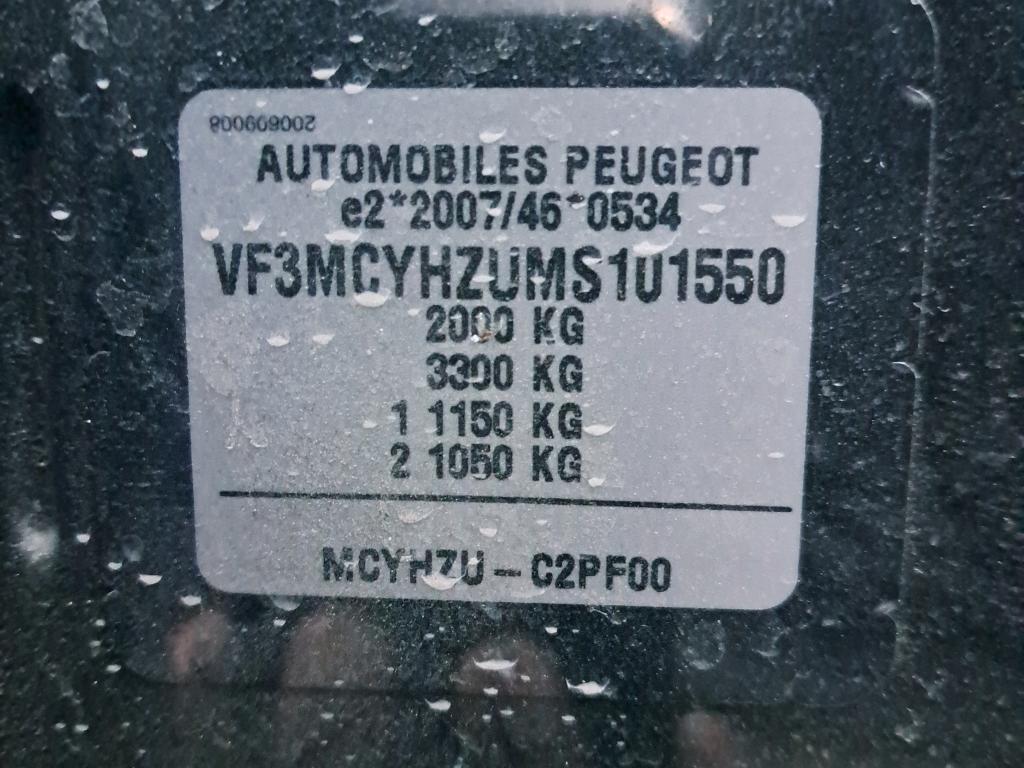 2006090008
AUTOMOBILES PEUGEOT
e2*2007/46*0534
VF3MCYHZUMS101550
2000 KG
3300 KG
1 1150 KG
2 1050 KG
MCYHZU – C2PF00